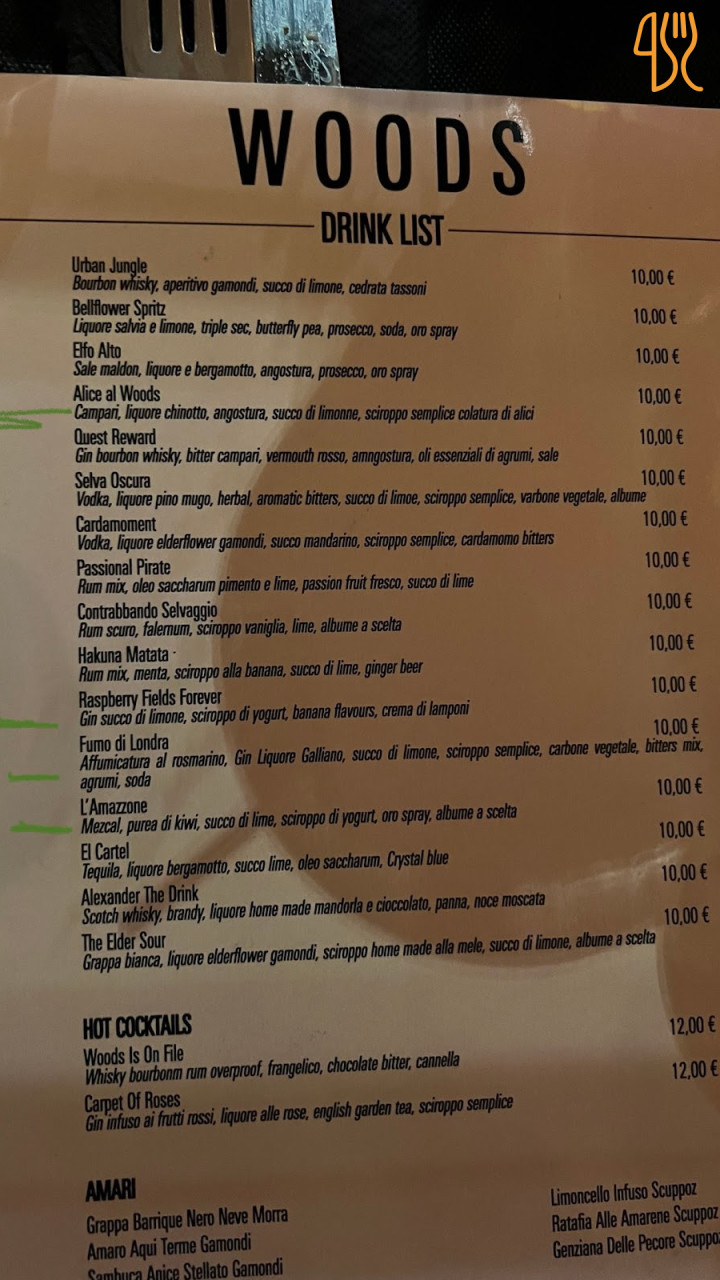 WOODS
DRINK LIST
Urban Jungle 10,00 €
Bourbon whisky, aperitivo gamondi, succo di limone, cedrata tassoni
Bellflower Spritz 10,00 €
Liquore salvia e limone, triple sec, butterfly pea, prosecco, soda, oro spray
Elfo Alto 10,00 €
Sale maldon, liquore e bergamotto, angostura, prosecco, oro spray
Alice al Woods 10,00 €
Campari, liquore chinotto, angostura, succo di limonne, sciroppo semplice colatura di alici
Quest Reward 10,00 €
Gin bourbon whisky, bitter campari, vermouth rosso, amngostura, oli essenziali di agrumi, sale
Selva Oscura 10,00 €
Vodka, liquore pino mugo, herbal, aromatic bitters, succo di limoe, sciroppo semplice, varbone vegetale, albume
Cardamoment 10,00 €
Vodka, liquore elderflower gamondi, succo mandarino, sciroppo semplice, cardamomo bitters
Passional Pirate 10,00 €
Rum mix, oleo saccharum pimento e lime, passion fruit fresco, succo di lime
Contrabbando Selvaggio 10,00 €
Rum scuro, falernum, sciroppo vaniglia, lime, albume a scelta
Hakuna Matata 10,00 €
Rum mix, menta, sciroppo alla banana, succo di lime, ginger beer
Raspberry Fields Forever 10,00 €
Gin succo di limone, sciroppo di yogurt, banana flavours, crema di lamponi
Fumo di Londra 10,00 €
Affumicatura al rosmarino, Gin Liquore Galliano, succo di limone, sciroppo semplice, carbone vegetale, bitters mix,
agrumi, soda
L'Amazzone 10,00 €
Mezcal, purea di kiwi, succo di lime, sciroppo di yogurt, oro spray, albume a scelta
El Cartel 10,00 €
Tequila, liquore bergamotto, succo lime, oleo saccharum, Crystal blue
Alexander The Drink 10,00 €
Scotch whisky, brandy, liquore home made mandorla e cioccolato, panna, noce moscata
The Elder Sour 10,00 €
Grappa bianca, liquore elderflower gamondi, sciroppo home made alla mele, succo di limone, albume a scelta
HOT COCKTAILS
Woods Is On File 12,00 €
Whisky bourbonm rum overproof, frangelico, chocolate bitter, cannella
Carpet Of Roses 12,00 €
Gin infuso ai frutti rossi, liquore alle rose, english garden tea, sciroppo semplice
AMARI
Grappa Barrique Nero Neve Morra
Amaro Aqui Terme Gamondi
Sambuca Anice Stellato Gamondi
Limoncello Infuso Scuppoz
Ratafia Alle Amarene Scuppoz
Genziana Delle Pecore Scuppoz